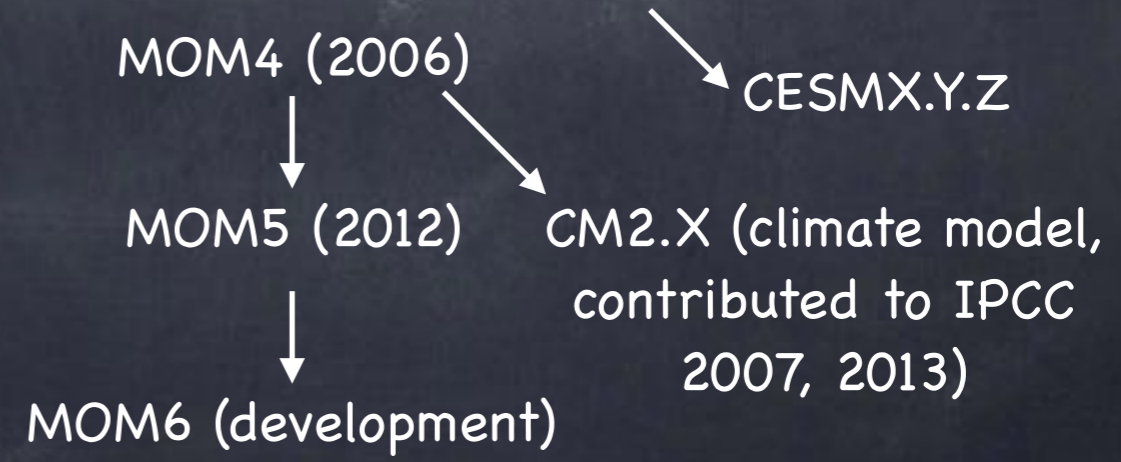 MOM4 (2006)
CESMX.Y.Z
MOM5 (2012)
CM2.X (climate model,
contributed to IPCC
2007, 2013)
MOM6 (development)